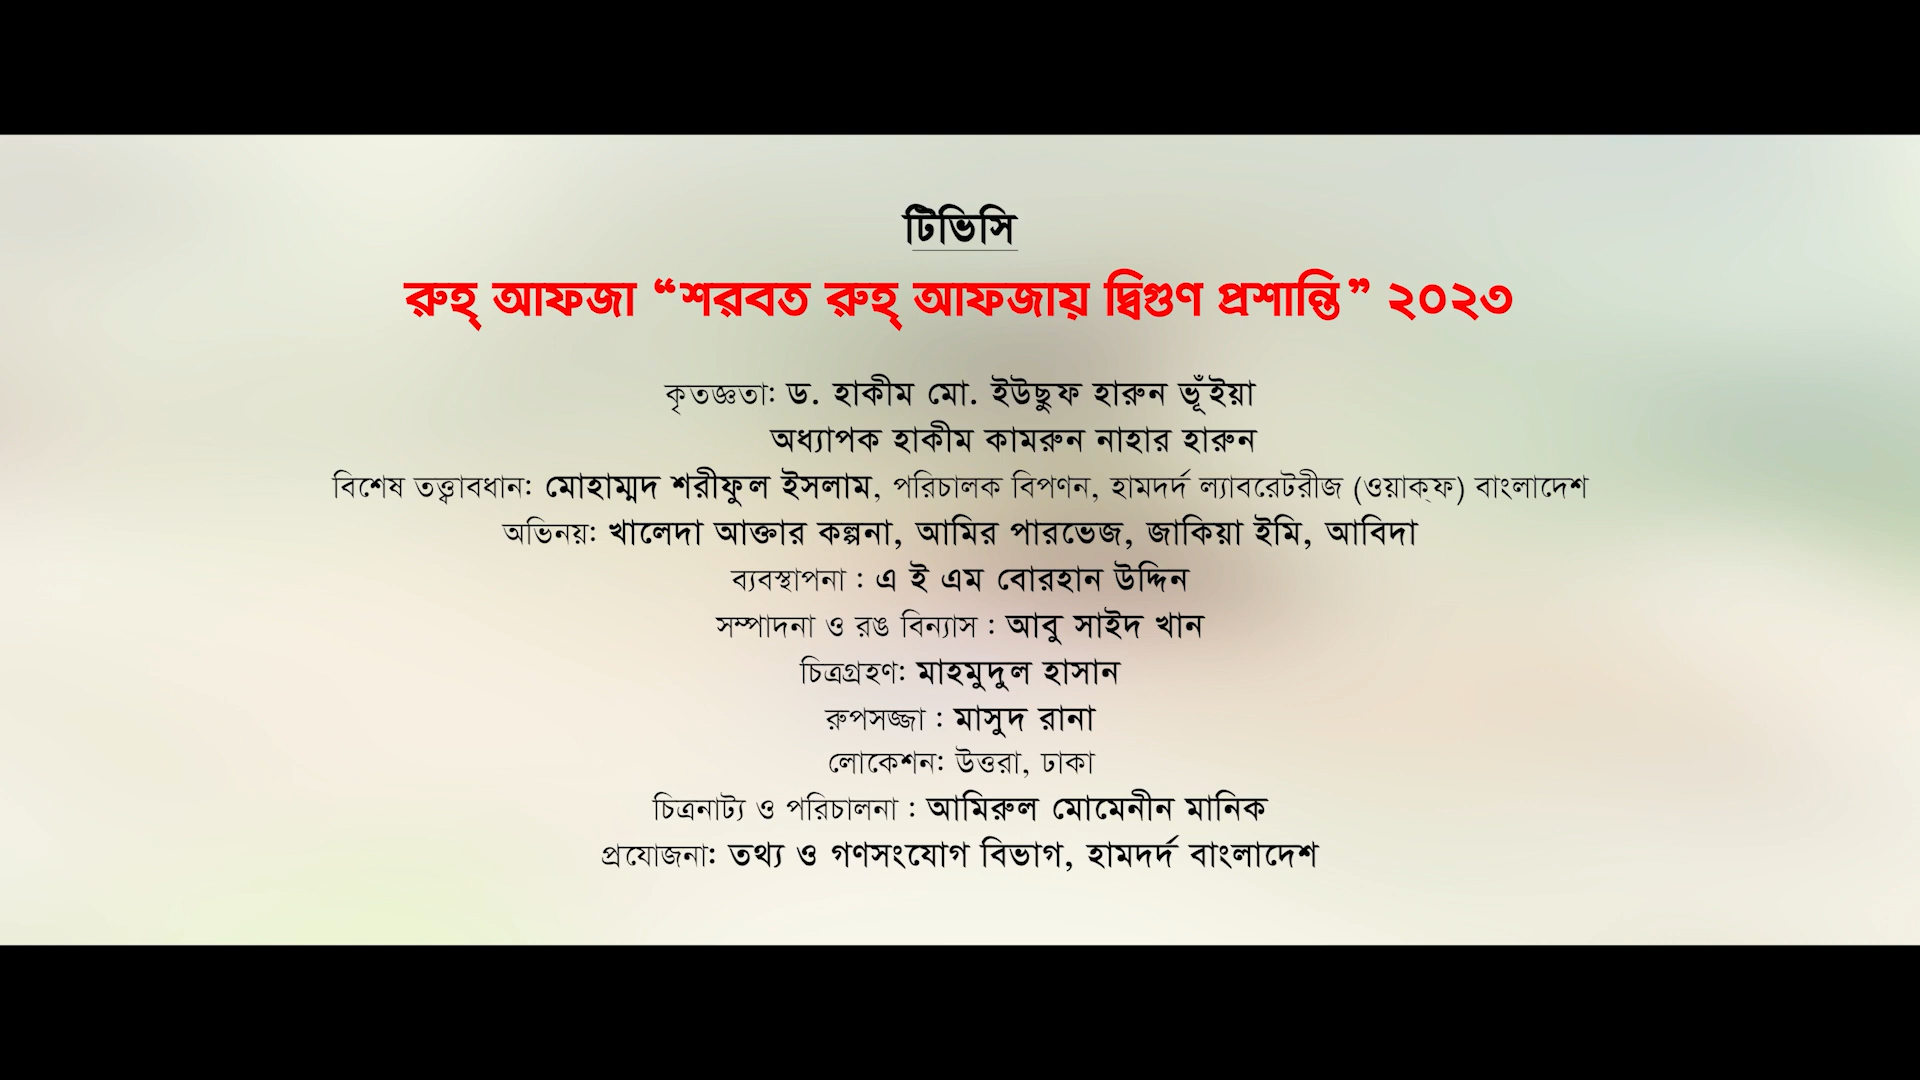 টিভিসি
রুহ্ আফজা “শরবত রুহ্ আফজায় দ্বিগুণ প্রশান্তি” ২০২৩
কৃতজ্ঞতা: ড. হাকীম মো. ইউছুফ হারুন ভূঁইয়া
অধ্যাপক হাকীম কামরুন নাহার হারুন
বিশেষ তত্ত্বাবধান: মোহাম্মদ শরীফুল ইসলাম, পরিচালক বিপণন, হামদর্দ ল্যাবরেটরীজ (ওয়াক্ফ) বাংলাদেশ
অভিনয়: খালেদা আক্তার কল্পনা, আমির পারভেজ, জাকিয়া ইমি, আবিদা
ব্যবস্থাপনা : এ ই এম বোরহান উদ্দিন
সম্পাদনা ও রঙ বিন্যাস : আবু সাইদ খান
চিত্রগ্রহণ: মাহমুদুল হাসান
রুপসজ্জা : মাসুদ রানা
লোকেশন: উত্তরা, ঢাকা
চিত্রনাট্য ও পরিচালনা : আমিরুল মোমেনীন মানিক
প্রযোজনা: তথ্য ও গণসংযোগ বিভাগ, হামদর্দ বাংলাদেশ